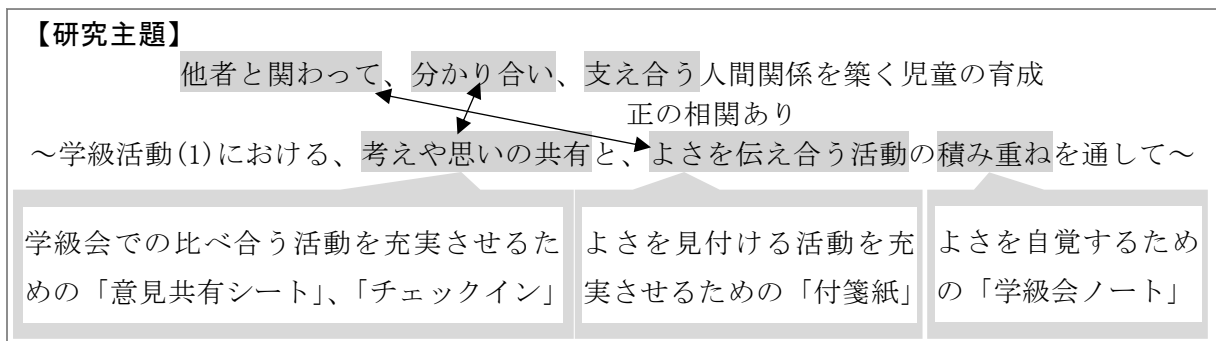 【研究主題】
他者と関わって、分かり合い、支え合う人間関係を築く児童の育成
正の相関あり
～学級活動(1)における、考えや思いの共有と、よさを伝え合う活動の積み重ねを通して～
学級会での比べ合う活動を充実させるた
めの「意見共有シート」、「チェックイン」
よさを見付ける活動を充
実させるための「付箋紙」
よさを自覚するため
の「学級会ノート」